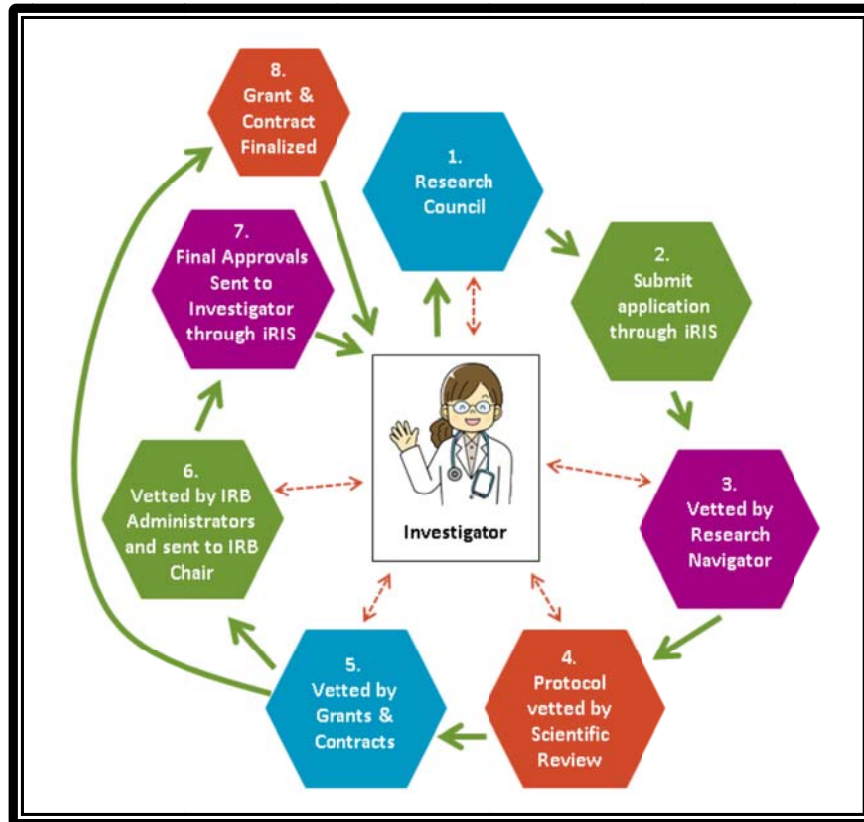 1.
Research
Council
2.
Submit
application
through iRIS
3.
Vetted by
Research
Navigator
4.
Protocol
vetted by
Scientific
Review
5.
Vetted by
Grants &
Contracts
6.
Vetted by IRB
Administrators
and sent to IRB
Chair
7.
Final Approvals
Sent to
Investigator
through iRIS
8.
Grant &
Contract
Finalized
Investigator